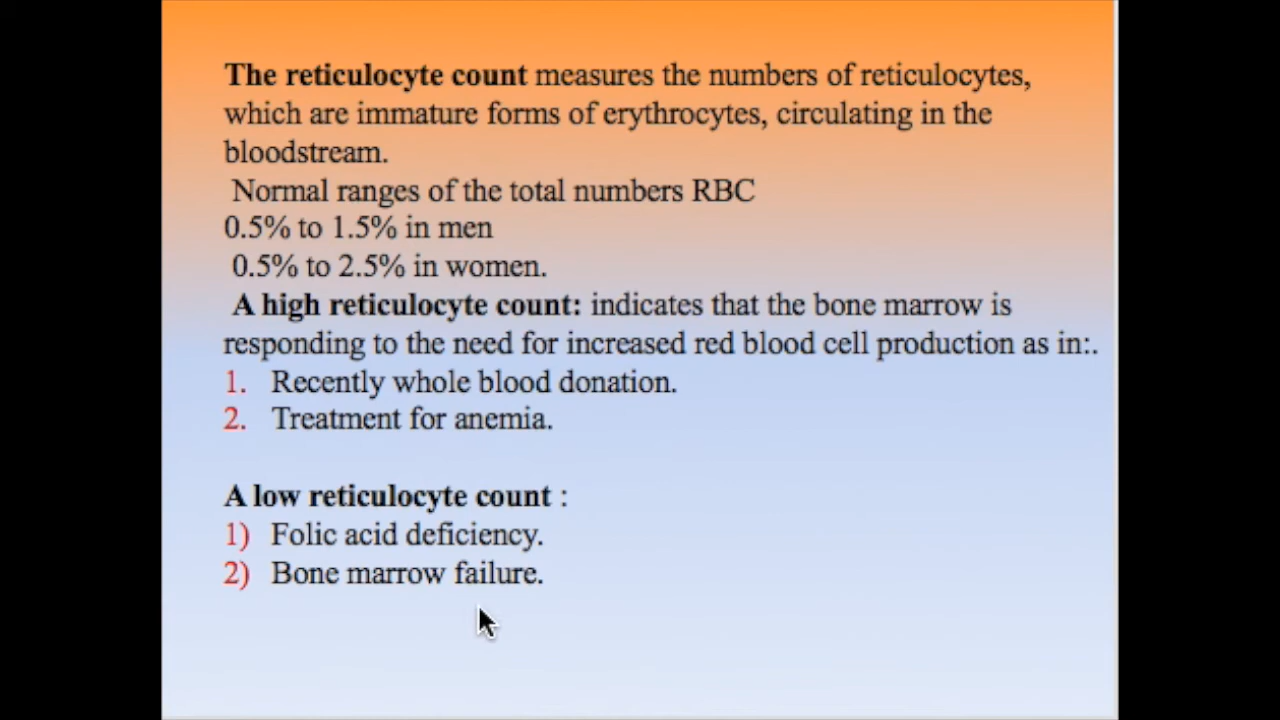 The reticulocyte count measures the numbers of reticulocytes,
which are immature forms of erythrocytes, circulating in the
bloodstream.
Normal ranges of the total numbers RBC
0.5% to 1.5% in men
0.5% to 2.5% in women.
A high reticulocyte count: indicates that the bone marrow is
responding to the need for increased red blood cell production as in:.
1. Recently whole blood donation.
2. Treatment for anemia.
A low reticulocyte count :
1) Folic acid deficiency.
2) Bone marrow failure.